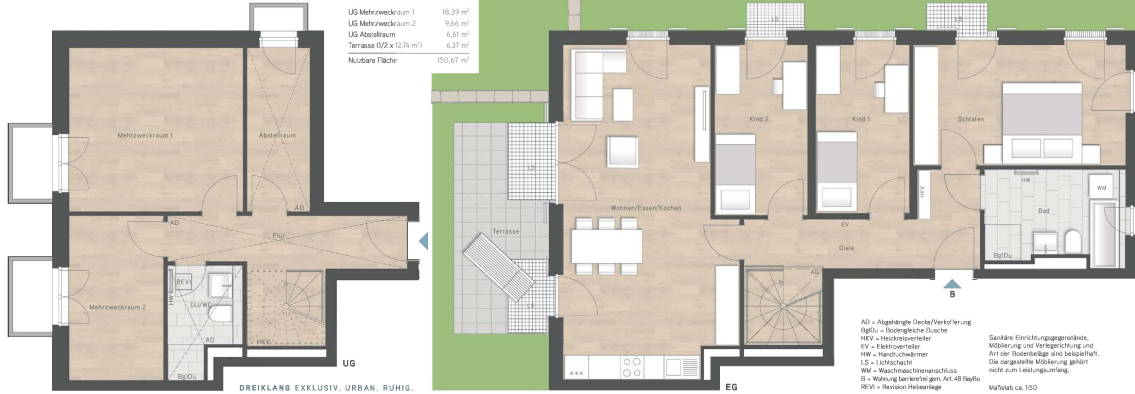 UG Mehrzweckraum 1 18,39 m²
UG Mehrzweckraum 2 9,66 m²
UG Abstellraum 6,61 m²
Terrasse (1/2 x 12,74 m²) 6,37 m²
Nutzbare Fläche 150,67 m²
Mehrzweckraum 1
Abstellraum
AD
AD
Flur
Mehrzweckraum 2
HW
REVI
DU/WC
AD
BglDu
HKV
UG
DREIKLANG EXKLUSIV. URBAN. RUHIG.
LS
LS
LS
LS
Terrasse
Wohnen/Essen/Kochen
Kind 2
Kind 1
Schlafen
HKV
HW
WM
Bad
BglDu
EV
Diele
AD
B
EG
AD = Abgehängte Decke/Verkofferung
BglDu = Bodengleiche Dusche
HKV = Heizkreisverteiler
EV = Elektroverteiler
HW = Handtuchwärmer
LS = Lichtschacht
WM = Waschmaschinenanschluss
B = Wohnung barrierefrei gem. Art. 48 BayBo
REVI = Revision Hebeanlage
Sanitäre Einrichtungsgegenstände,
Möblierung und Verlegerichtung und
Art der Bodenbeläge sind beispielhaft.
Die dargestellte Möblierung gehört
nicht zum Leistungsumfang.
Maßstab ca. 1:50